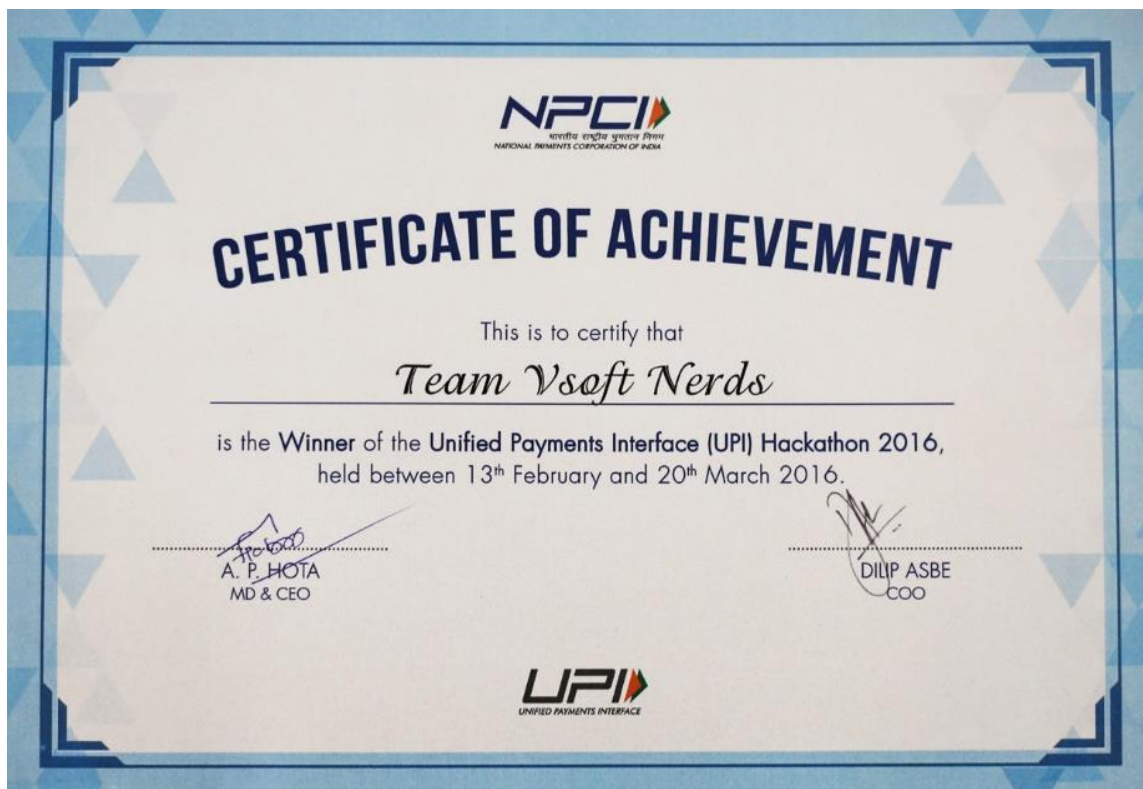 NPCI
भारतीय राष्ट्रीय भुगतान निगम
NATIONAL PAYMENTS CORPORATION OF INDIA
CERTIFICATE OF ACHIEVEMENT
This is to certify that
Team Vsoft Nerds
is the Winner of the Unified Payments Interface (UPI) Hackathon 2016,
held between 13th February and 20th March 2016.
A. P. HOTA
MD & CEO
DILIP ASBE
COO
UPI
UNIFIED PAYMENTS INTERFACE